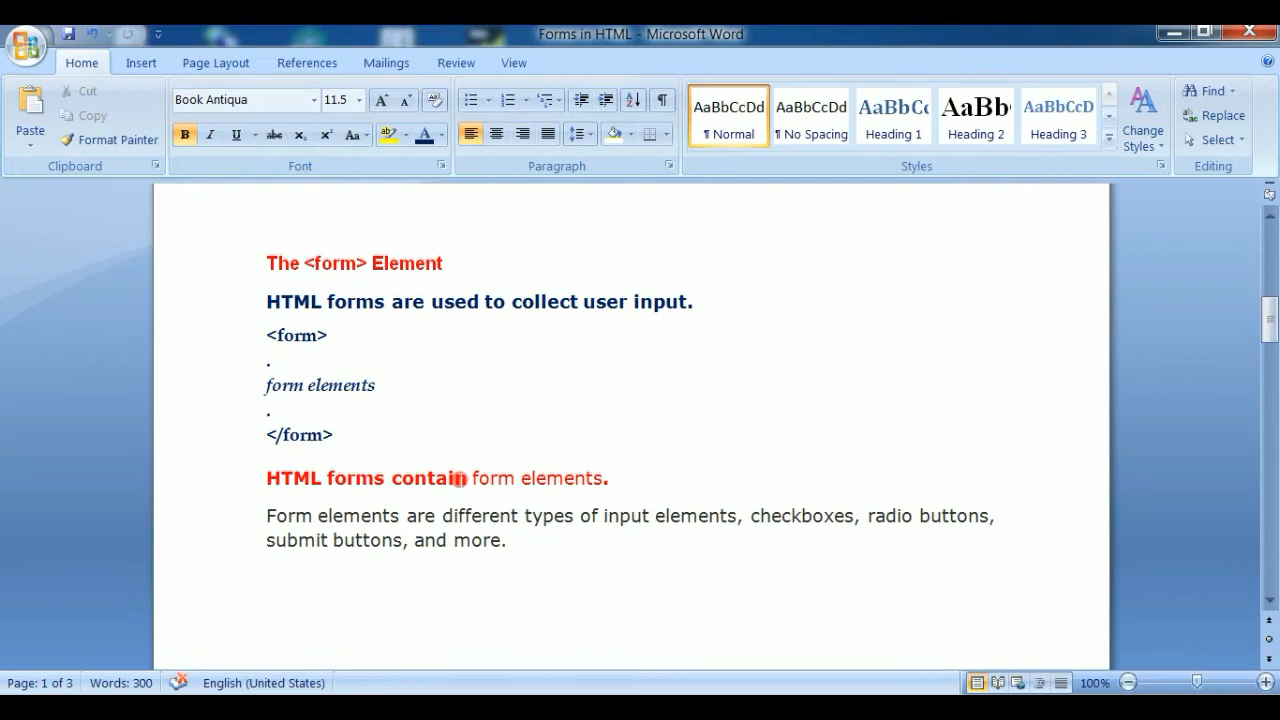 Forms in HTML - Microsoft Word
Home Insert Page Layout References Mailings Review View
Paste
Cut
Copy
Format Painter
Clipboard
Book Antiqua 11.5
B I U abc x₂ x² Aa
Font
Paragraph
AaBbCcDd AaBbCcDd AaBbCc AaBb AaBbCcD
¶ Normal ¶ No Spacing Heading 1 Heading 2 Heading 3
Change Styles
Styles
Find
Replace
Select
Editing
The <form> Element
HTML forms are used to collect user input.
<form>
.
form elements
.
</form>
HTML forms contain form elements.
Form elements are different types of input elements, checkboxes, radio buttons,
submit buttons, and more.
Page: 1 of 3 Words: 300 English (United States) 100%